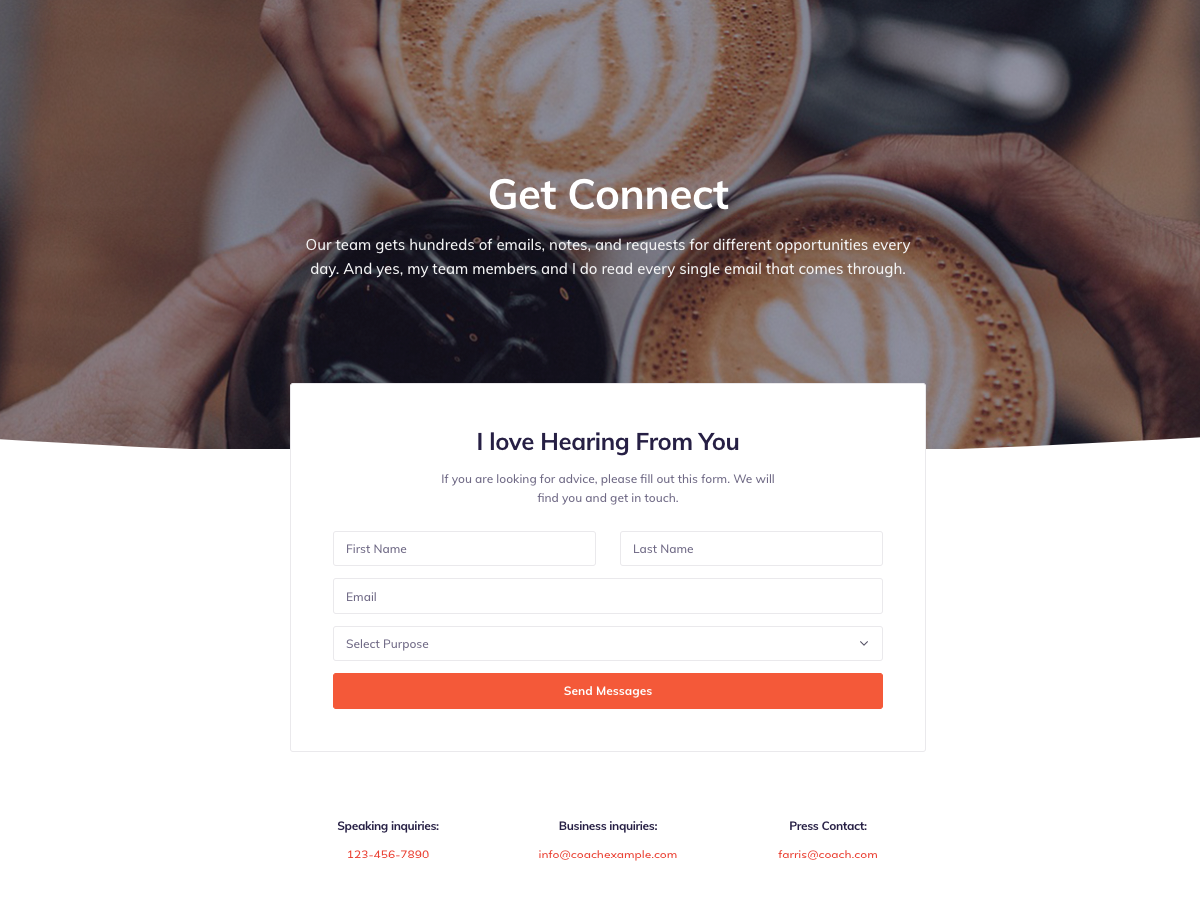 Get Connect
Our team gets hundreds of emails, notes, and requests for different opportunities every
day. And yes, my team members and I do read every single email that comes through.
I love Hearing From You
If you are looking for advice, please fill out this form. We will
find you and get in touch.
First Name
Last Name
Email
Select Purpose
Send Messages
Speaking inquiries:
Business inquiries:
Press Contact:
123-456-7890
info@coachexample.com
farris@coach.com